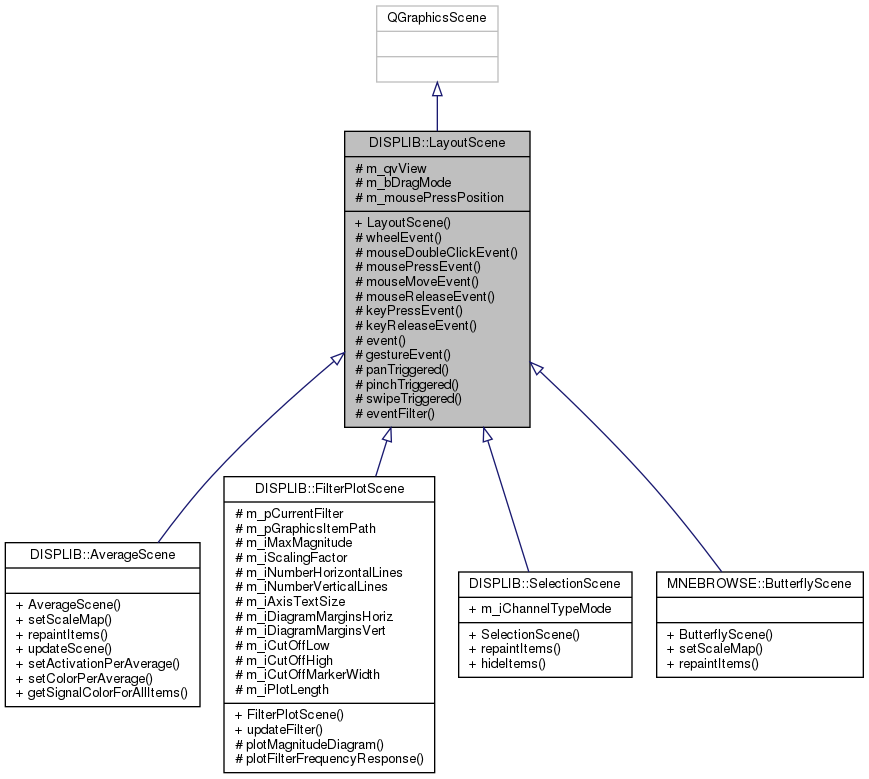 QGraphicsScene
DISPLIB::LayoutScene
# m_qvView
# m_bDragMode
# m_mousePressPosition
+ LayoutScene()
# wheelEvent()
# mouseDoubleClickEvent()
# mousePressEvent()
# mouseMoveEvent()
# mouseReleaseEvent()
# keyPressEvent()
# keyReleaseEvent()
# event()
# gestureEvent()
# panTriggered()
# pinchTriggered()
# swipeTriggered()
# eventFilter()
DISPLIB::AverageScene
+ AverageScene()
+ setScaleMap()
+ repaintItems()
+ updateScene()
+ setActivationPerAverage()
+ setColorPerAverage()
+ getSignalColorForAllItems()
DISPLIB::FilterPlotScene
# m_pCurrentFilter
# m_pGraphicsItemPath
# m_iMaxMagnitude
# m_iScalingFactor
# m_iNumberHorizontalLines
# m_iNumberVerticalLines
# m_iAxisTextSize
# m_iDiagramMarginsHoriz
# m_iDiagramMarginsVert
# m_iCutOffLow
# m_iCutOffHigh
# m_iCutOffMarkerWidth
# m_iPlotLength
+ FilterPlotScene()
+ updateFilter()
# plotMagnitudeDiagram()
# plotFilterFrequencyResponse()
DISPLIB::SelectionScene
+ m_iChannelTypeMode
+ SelectionScene()
+ repaintItems()
+ hideItems()
MNEBROWSE::ButterflyScene
+ ButterflyScene()
+ setScaleMap()
+ repaintItems()